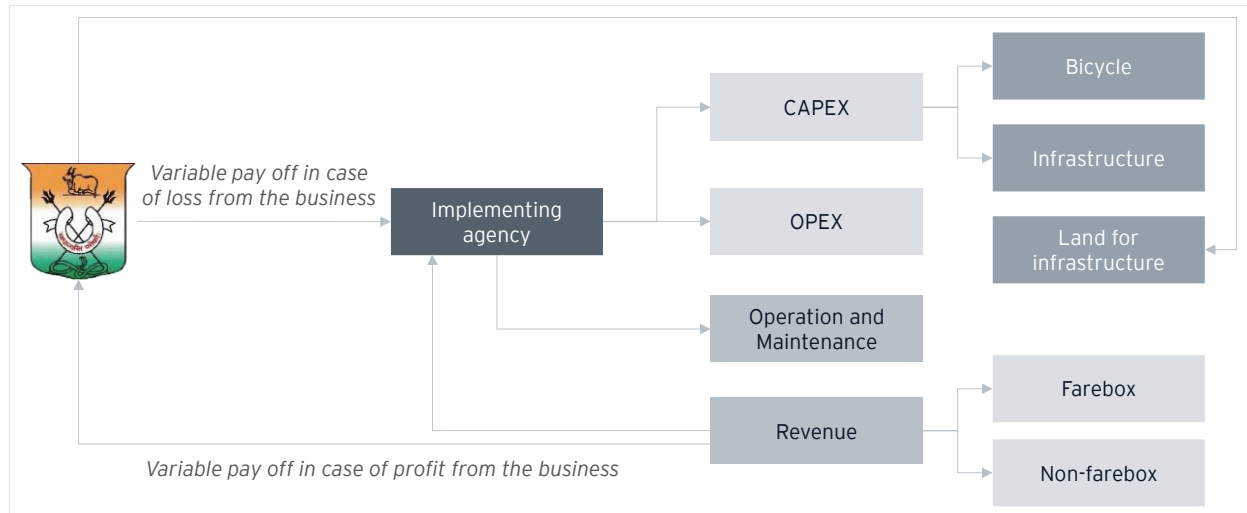 Bicycle
CAPEX
Infrastructure
Variable pay off in case
of loss from the business
Implementing
agency
OPEX
Land for
infrastructure
Operation and
Maintenance
Farebox
Revenue
Variable pay off in case of profit from the business
Non-farebox